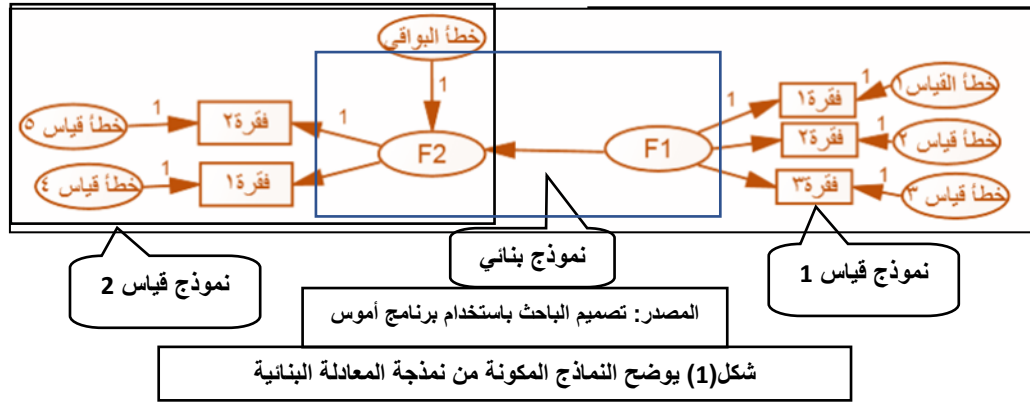 خطأ البواقي
1
خطأ القياس١
1
فقرة١
1
خطأ قياس ٥
1
فقرة٢
1
F2
F1
فقرة٢
1
خطأ قياس ٢
خطأ قياس ٤
1
فقرة١
فقرة٣
1
خطأ قياس ٣
نموذج قياس 1
نموذج بنائي
نموذج قياس 2
المصدر: تصميم الباحث باستخدام برنامج أموس
شكل(1) يوضح النماذج المكونة من نمذجة المعادلة البنائية